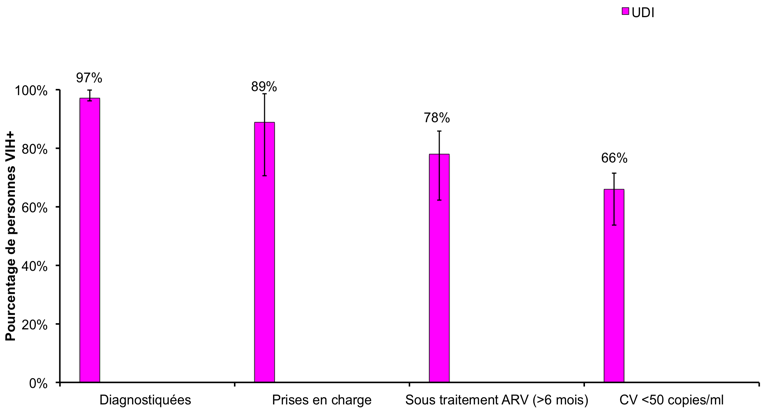 UDI
97%
89%
78%
66%
Pourcentage de personnes VIH+
100%
80%
60%
40%
20%
0%
Diagnostiquées
Prises en charge
Sous traitement ARV (>6 mois)
CV <50 copies/ml